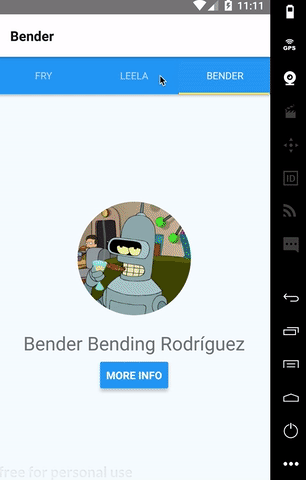 11:11
Bender
FRY LEELA BENDER
GPS
ID
Bender Bending Rodríguez
MORE INFO
free for personal use